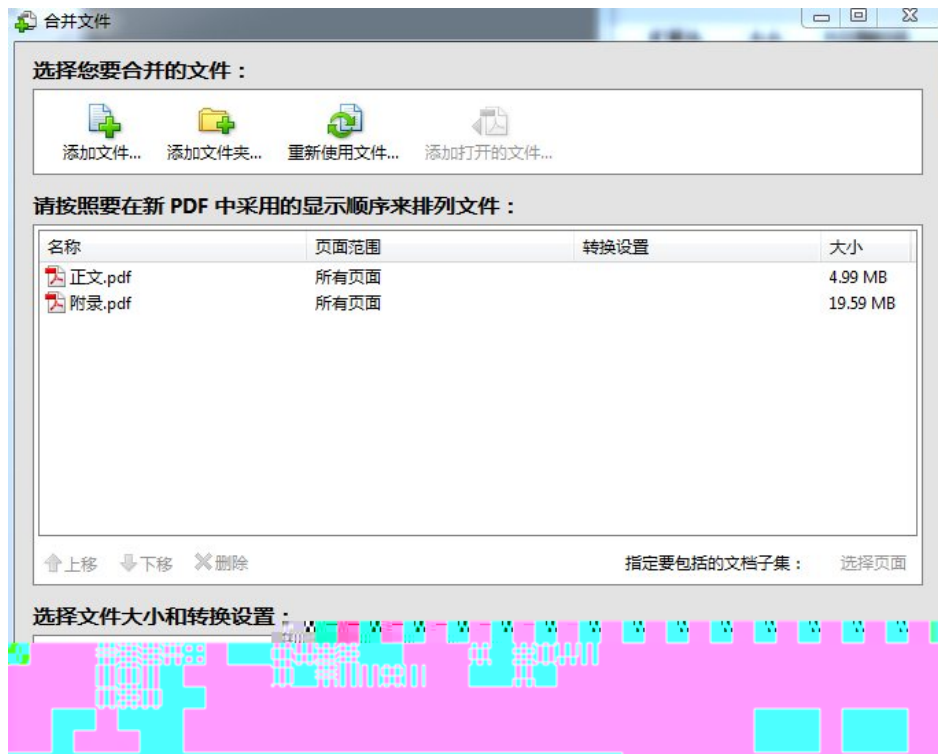 合并文件
选择您要合并的文件：
添加文件... 添加文件夹... 重新使用文件... 添加打开的文件...
请按照要在新 PDF 中采用的显示顺序来排列文件：
名称 页面范围 转换设置 大小
正文.pdf 所有页面 4.99 MB
附录.pdf 所有页面 19.59 MB
上移 下移 删除 指定要包括的文档子集： 选择页面
选择文件大小和转换设置：